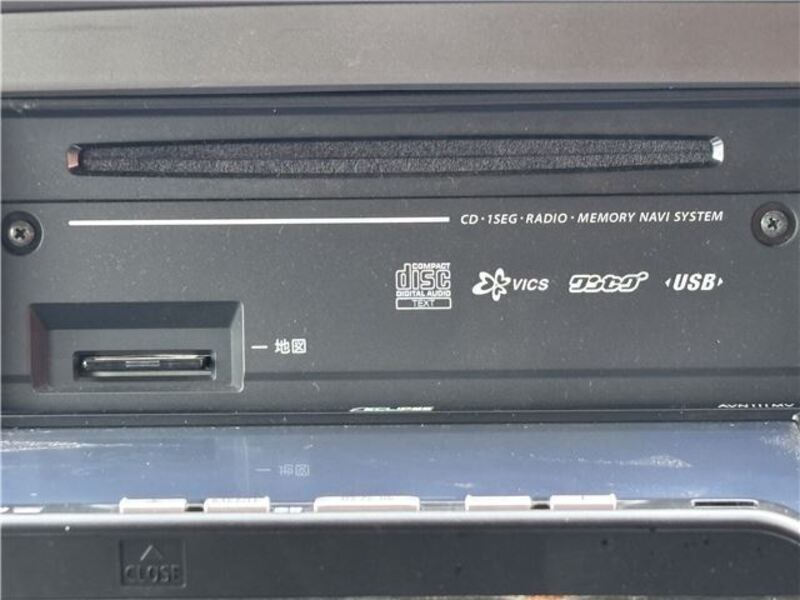 CD・1SEG・RADIO・MEMORY NAVI SYSTEM
COMPACT
disc
DIGITAL AUDIO
TEXT
VICS
ワンセグ
USB
地図
ECLIPSE
CLOSE